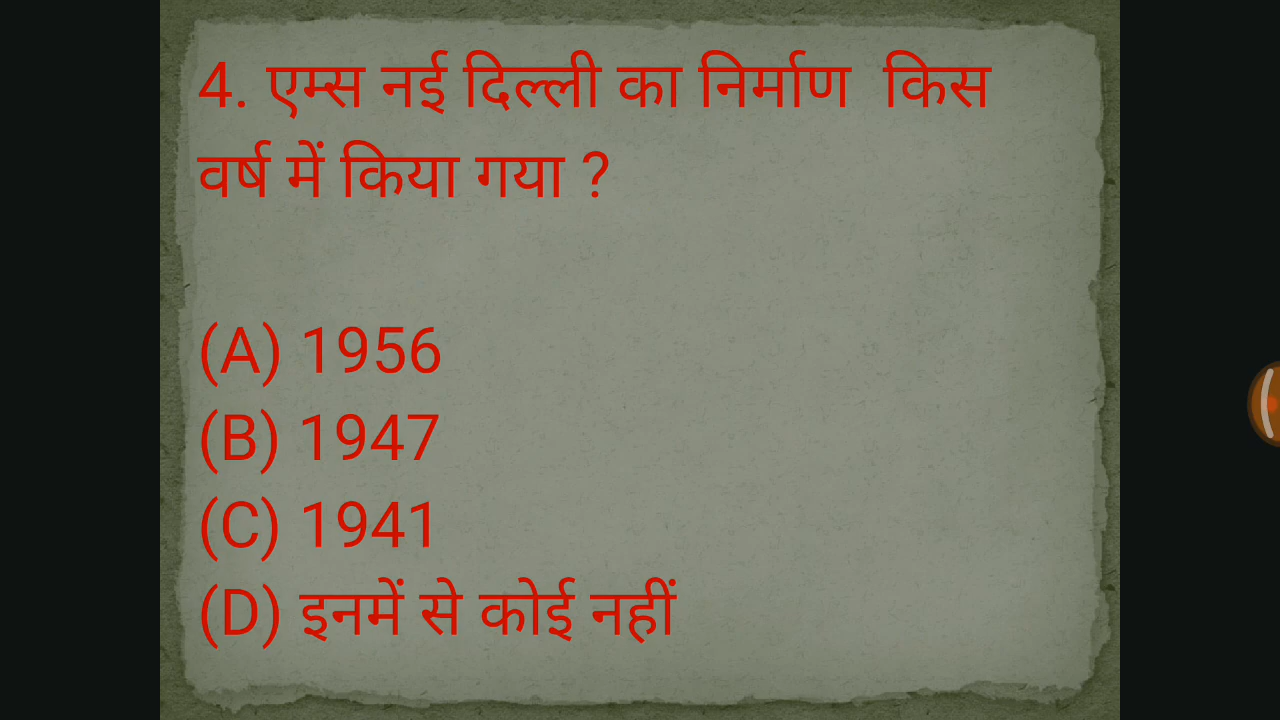 4. एम्स नई दिल्ली का निर्माण  किस
वर्ष में किया गया ?
(A) 1956
(B) 1947
(C) 1941
(D) इनमें से कोई नहीं